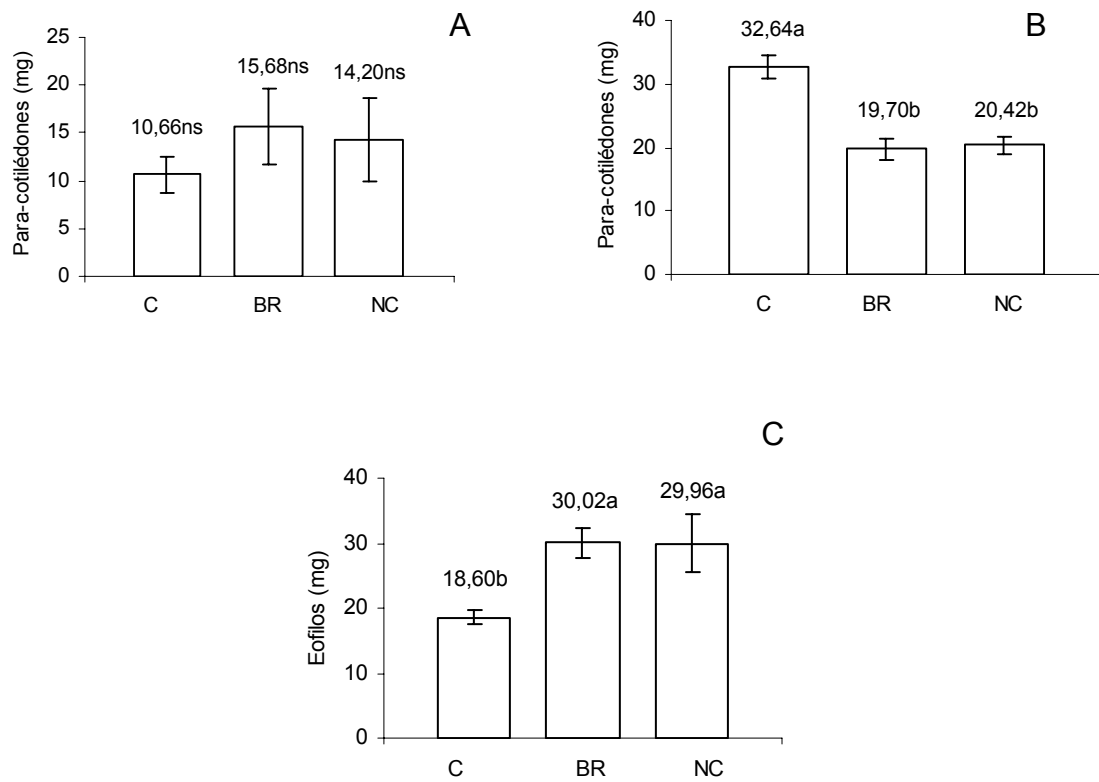 A
Para-cotilédones (mg)
25
20
15
10
5
0
10,66ns
15,68ns
14,20ns
C
BR
NC
B
Para-cotilédones (mg)
40
30
20
10
0
32,64a
19,70b
20,42b
C
BR
NC
C
Eofilos (mg)
40
30
20
10
0
18,60b
30,02a
29,96a
C
BR
NC